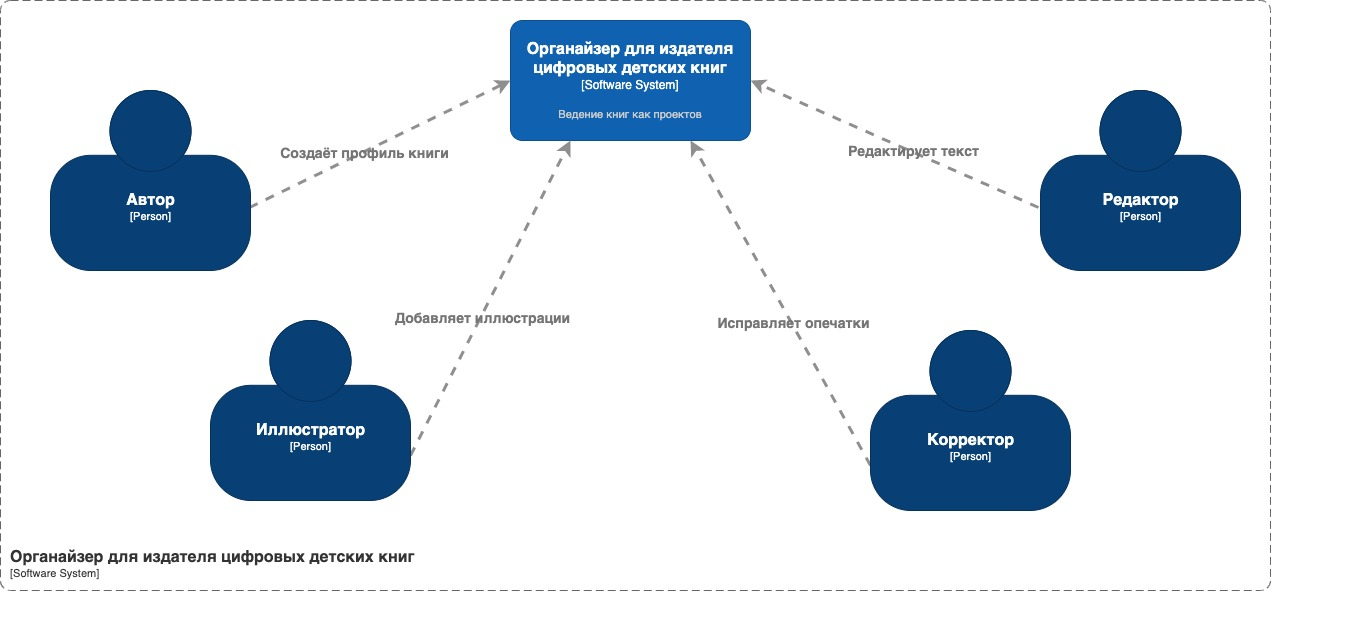 Органайзер для издателя
цифровых детских книг
[Software System]
Ведение книг как проектов
Создаёт профиль книги
Редактирует текст
Автор
[Person]
Редактор
[Person]
Добавляет иллюстрации
Исправляет опечатки
Иллюстратор
[Person]
Корректор
[Person]
Органайзер для издателя цифровых детских книг
[Software System]